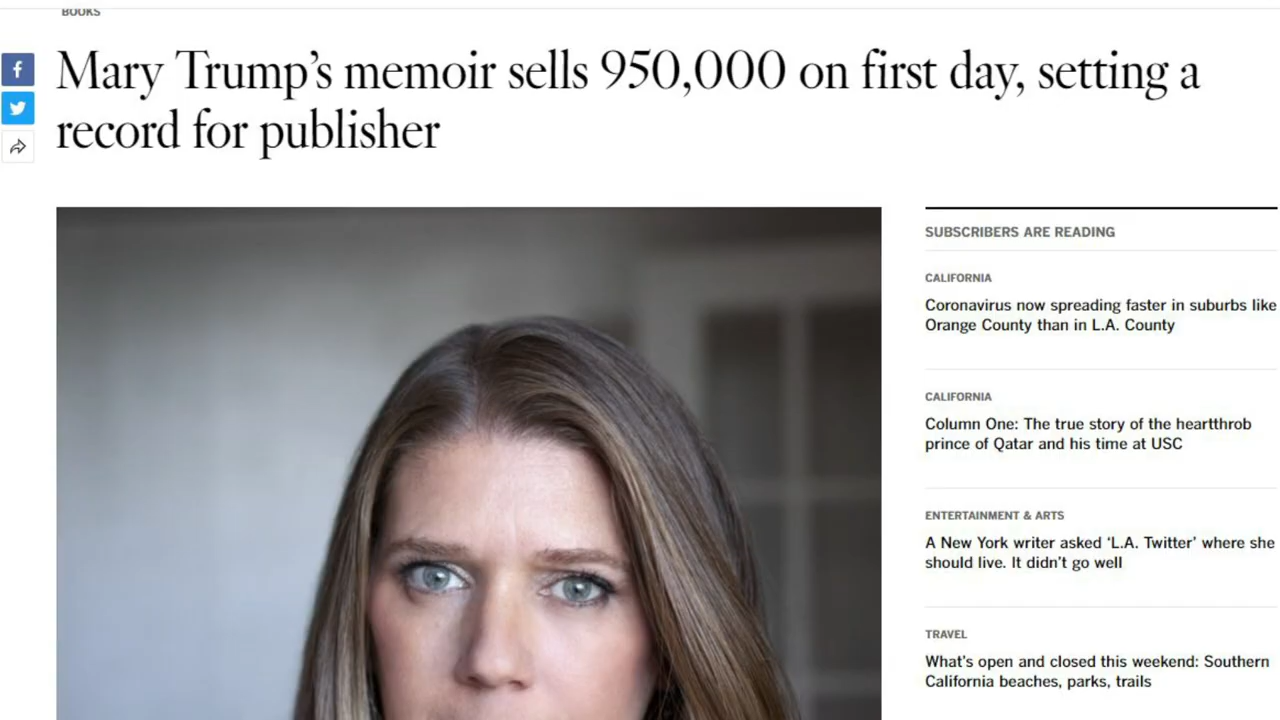 BOOKS
Mary Trump’s memoir sells 950,000 on first day, setting a
record for publisher
SUBSCRIBERS ARE READING
CALIFORNIA
Coronavirus now spreading faster in suburbs like
Orange County than in L.A. County
CALIFORNIA
Column One: The true story of the heartthrob
prince of Qatar and his time at USC
ENTERTAINMENT & ARTS
A New York writer asked ‘L.A. Twitter’ where she
should live. It didn’t go well
TRAVEL
What’s open and closed this weekend: Southern
California beaches, parks, trails